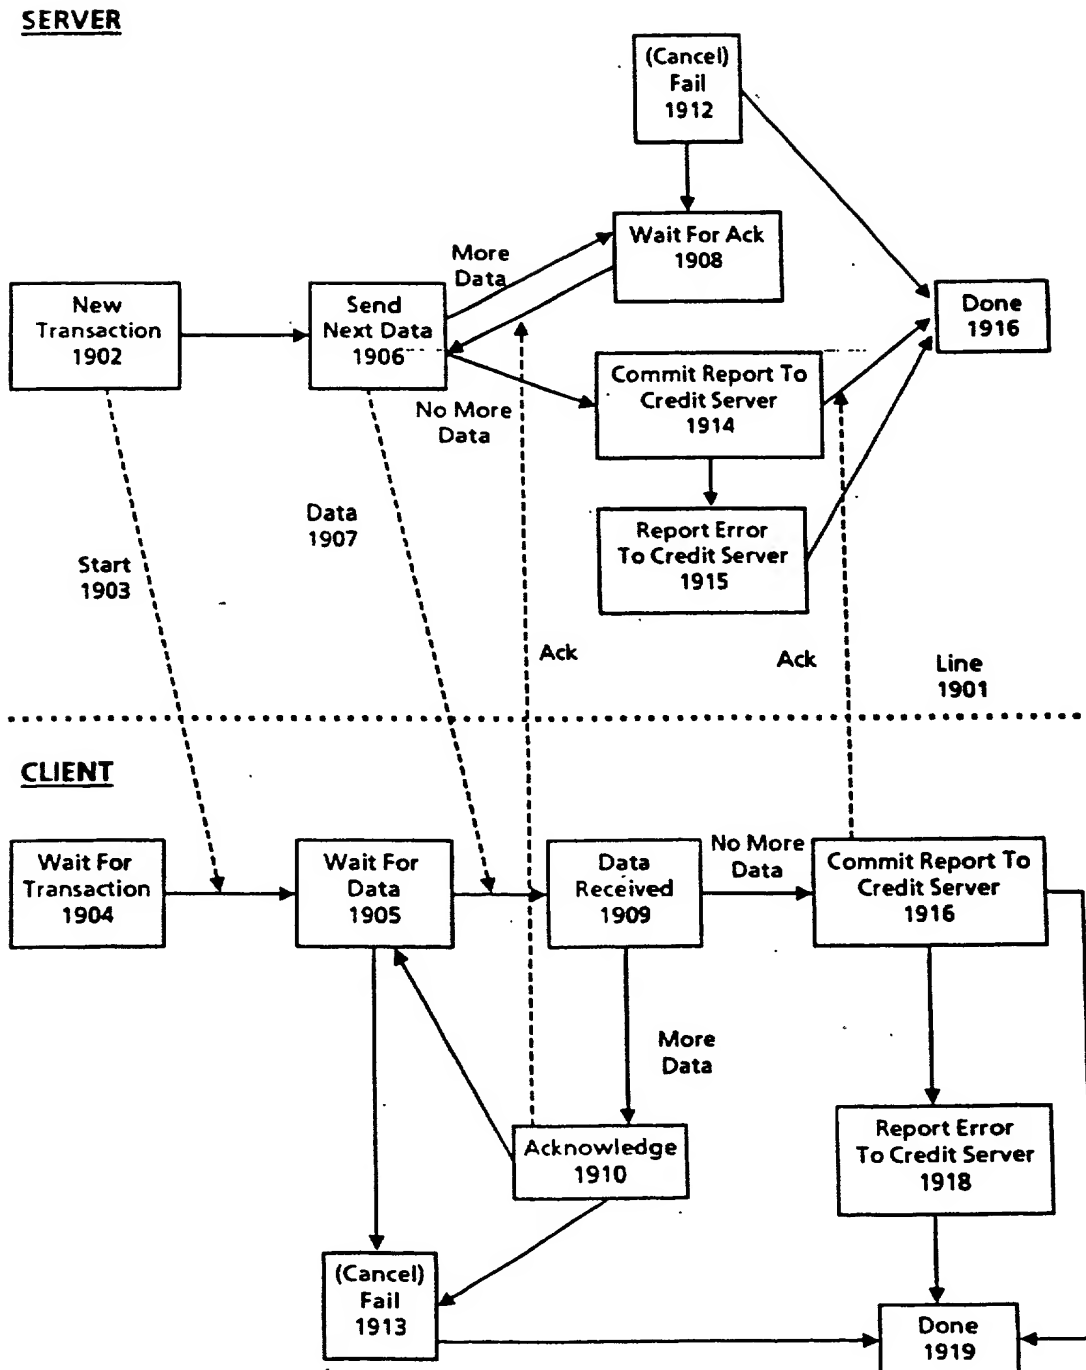 SERVER
(Cancel)
Fail
1912
Wait For Ack
1908
More
Data
New
Transaction
1902
Send
Next Data
1906
Done
1916
Commit Report To
Credit Server
1914
No More
Data
Report Error
To Credit Server
1915
Data
1907
Start
1903
Ack
Ack
Line
1901
CLIENT
Wait For
Transaction
1904
Wait For
Data
1905
Data
Received
1909
No More
Data
Commit Report To
Credit Server
1916
More
Data
Acknowledge
1910
Report Error
To Credit Server
1918
(Cancel)
Fail
1913
Done
1919